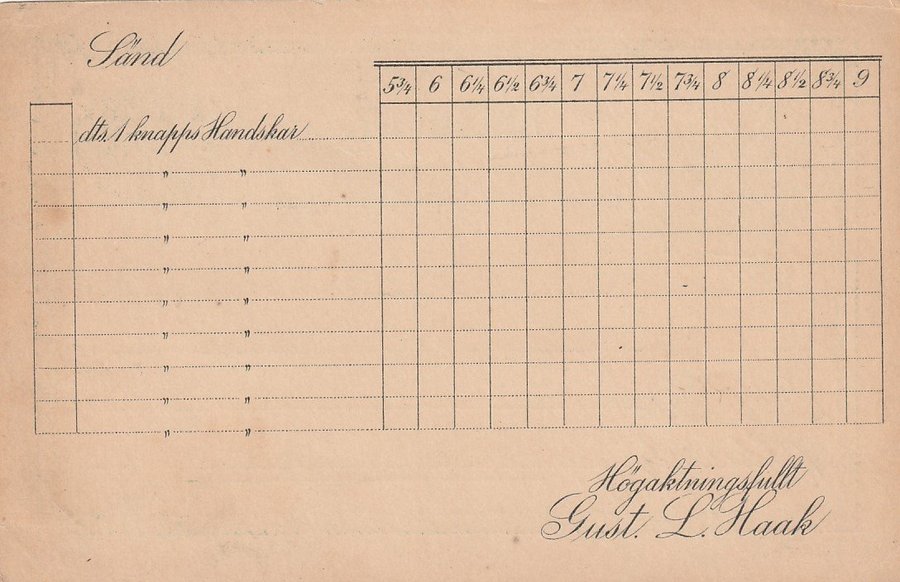 Sänd
5¾ 6 6¼ 6½ 6¾ 7 7¼ 7½ 7¾ 8 8¼ 8½ 8¾ 9
dts. 1 knapps Handskar
" "
" "
" "
" "
" "
" "
" "
" "
" "
Högaktningsfullt
Gust. L. Haak